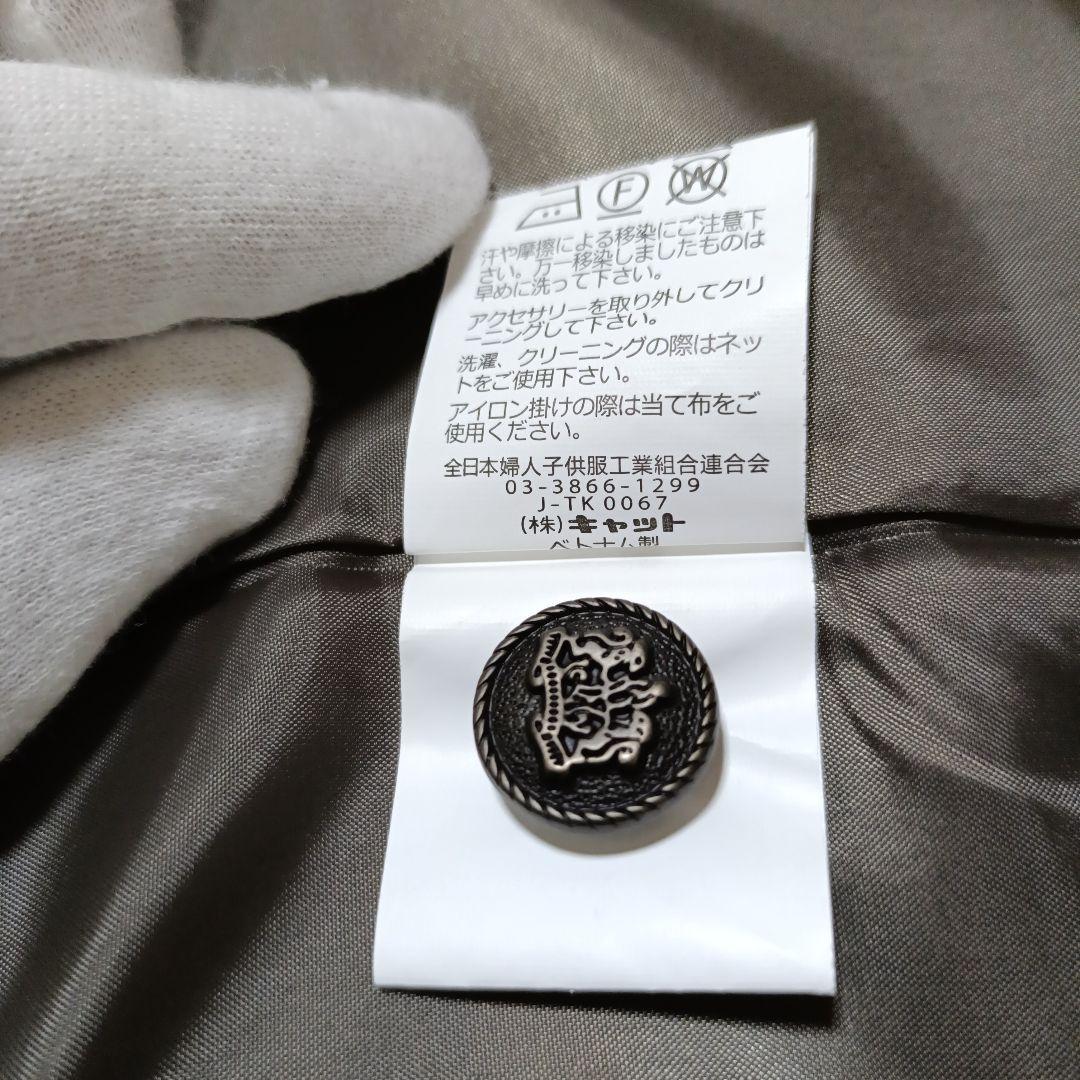 F W
汗や摩擦による移染にご注意下
さい。万一移染しましたものは
早めに洗って下さい。
アクセサリーを取り外してクリ
ーニングして下さい。
洗濯、クリーニングの際はネッ
トをご使用下さい。
アイロン掛けの際は当て布をご
使用ください。
全日本婦人子供服工業組合連合会
03-3866-1299
J-TK0067
(株)キャット
ベトナム製